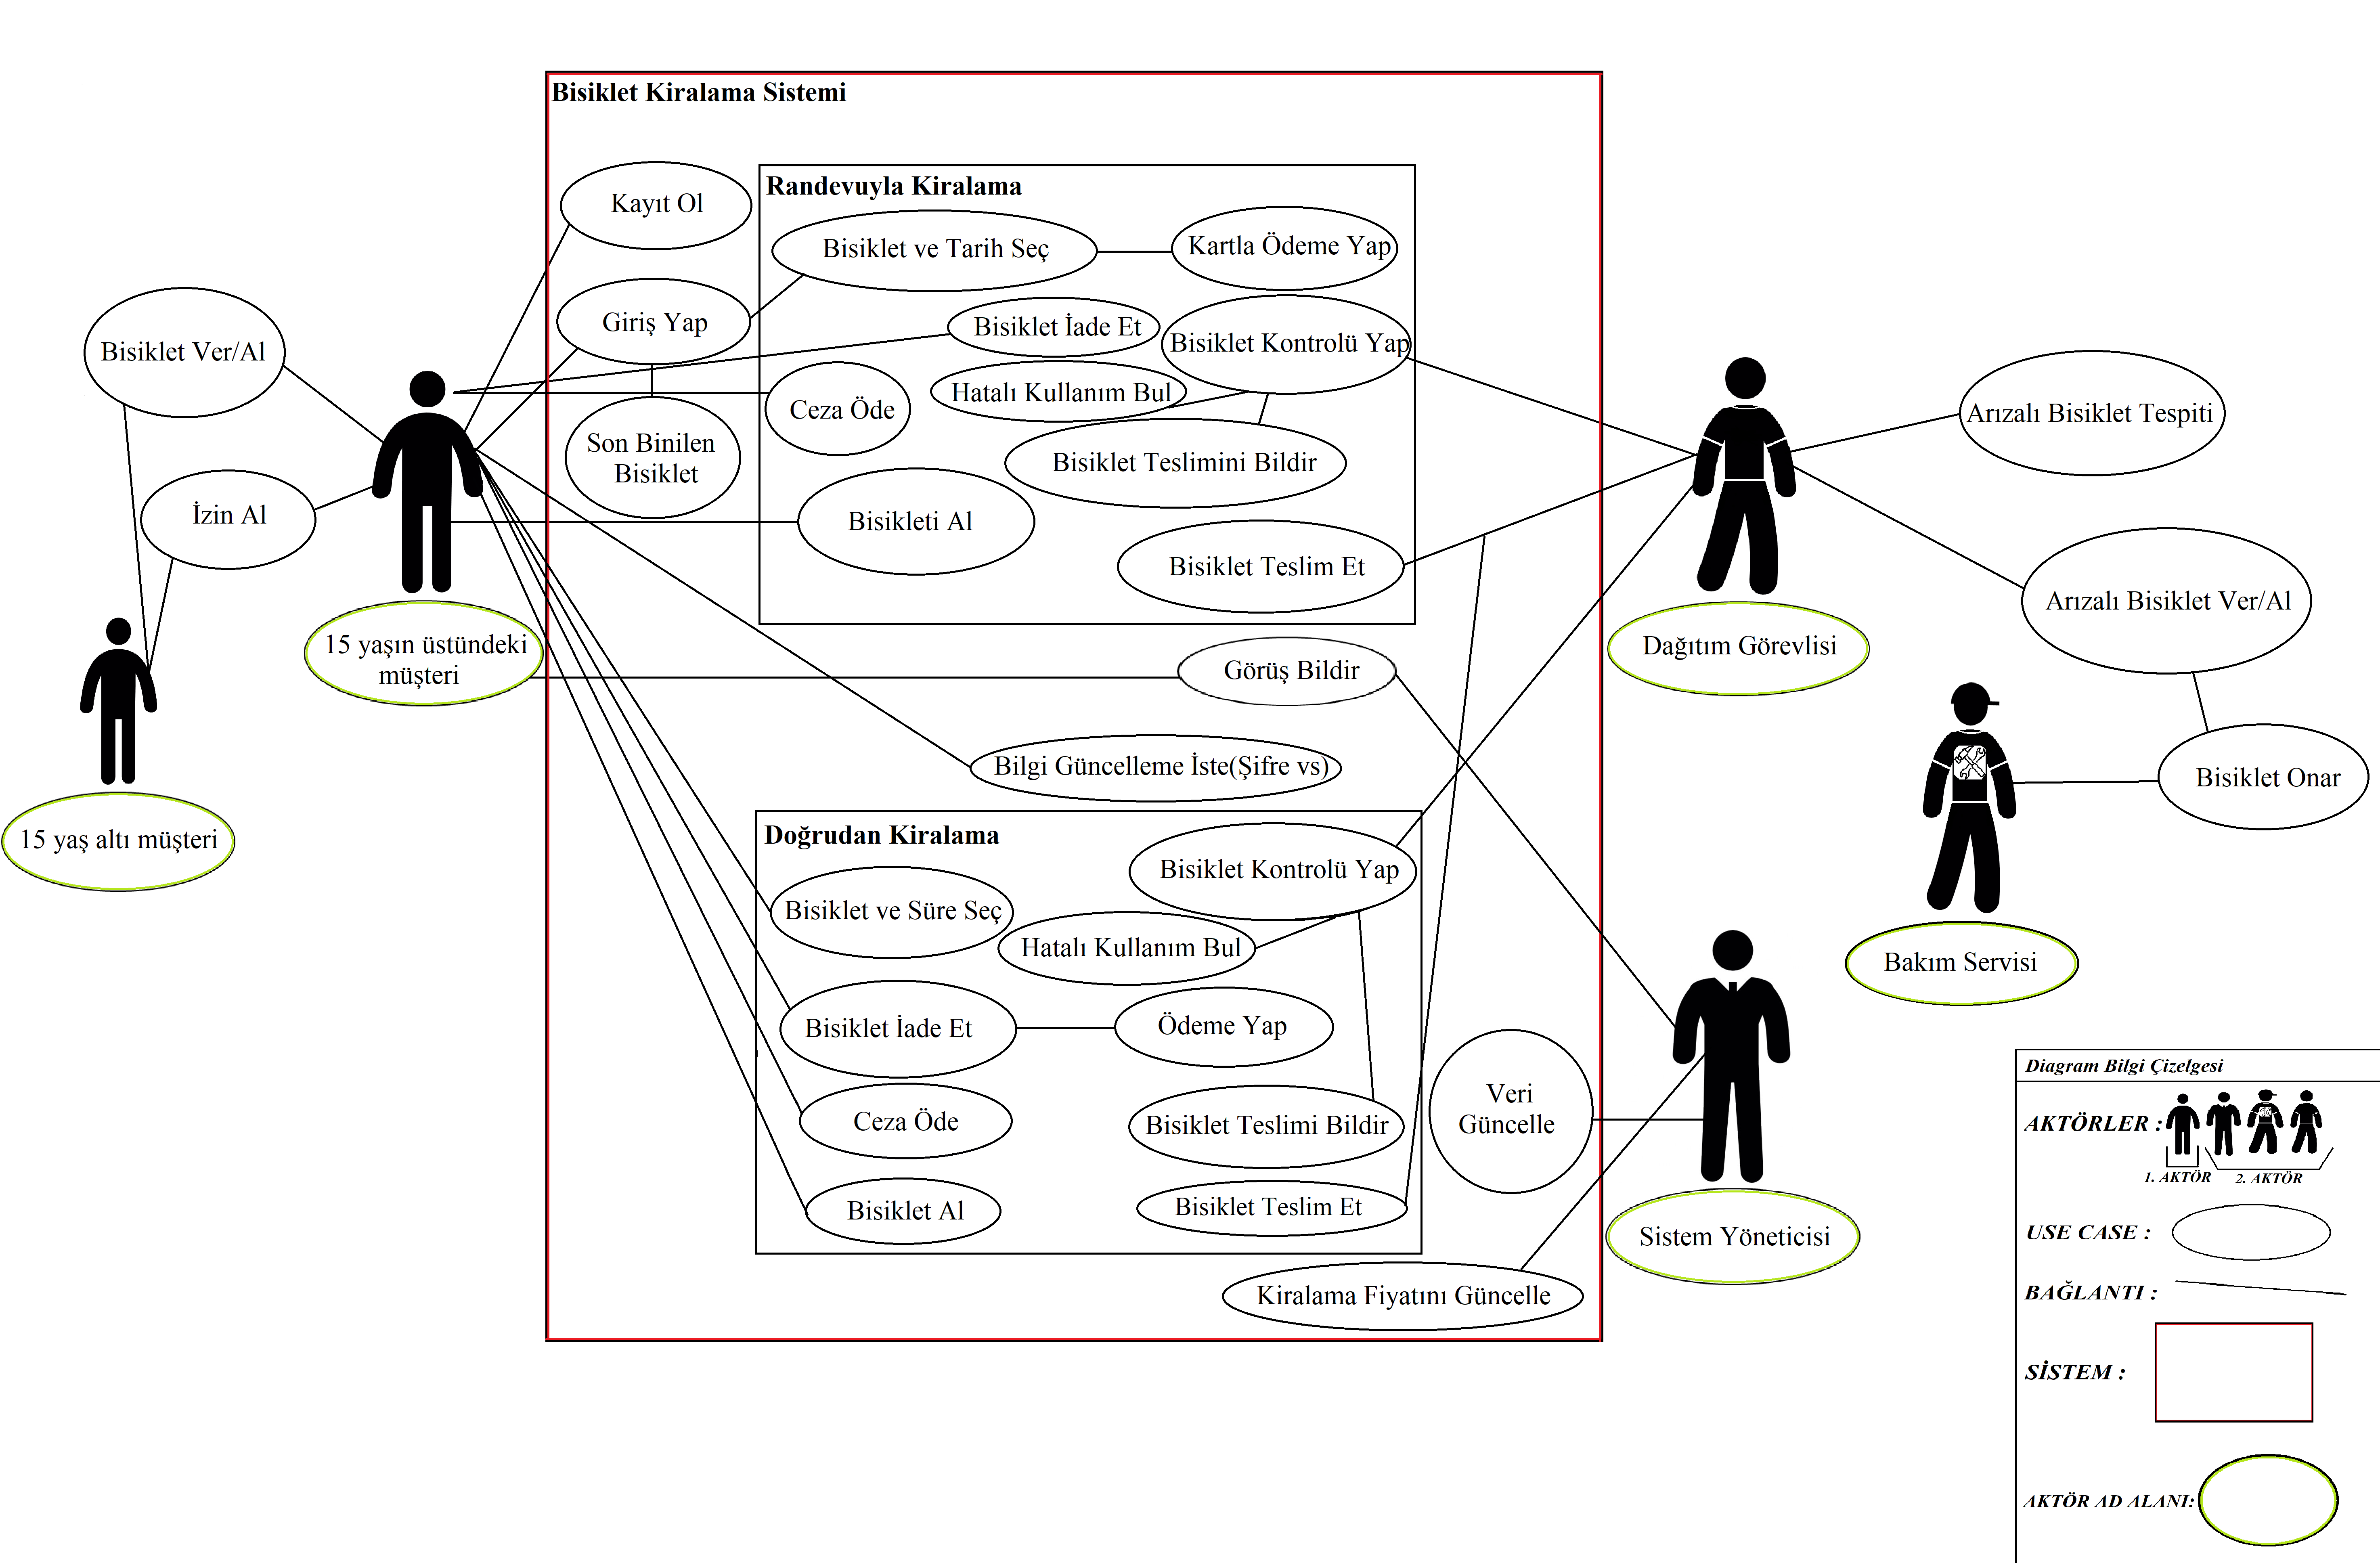 Bisiklet Kiralama Sistemi
Kayıt Ol
Giriş Yap
Son Binilen
Bisiklet
Randevuyla Kiralama
Bisiklet ve Tarih Seç
Kartla Ödeme Yap
Bisiklet İade Et
Bisiklet Kontrolü Yap
Ceza Öde
Hatalı Kullanım Bul
Bisiklet Teslimini Bildir
Bisikleti Al
Bisiklet Teslim Et
Bisiklet Ver/Al
İzin Al
15 yaşın üstündeki
müşteri
15 yaş altı müşteri
Görüş Bildir
Bilgi Güncelleme İste(Şifre vs)
Doğrudan Kiralama
Bisiklet Kontrolü Yap
Bisiklet ve Süre Seç
Hatalı Kullanım Bul
Bisiklet İade Et
Ödeme Yap
Ceza Öde
Bisiklet Teslimi Bildir
Bisiklet Al
Bisiklet Teslim Et
Veri
Güncelle
Kiralama Fiyatını Güncelle
Arızalı Bisiklet Tespiti
Arızalı Bisiklet Ver/Al
Dağıtım Görevlisi
Bisiklet Onar
Bakım Servisi
Sistem Yöneticisi
Diagram Bilgi Çizelgesi
AKTÖRLER :
1. AKTÖR
2. AKTÖR
USE CASE :
BAĞLANTI :
SİSTEM :
AKTÖR AD ALANI: